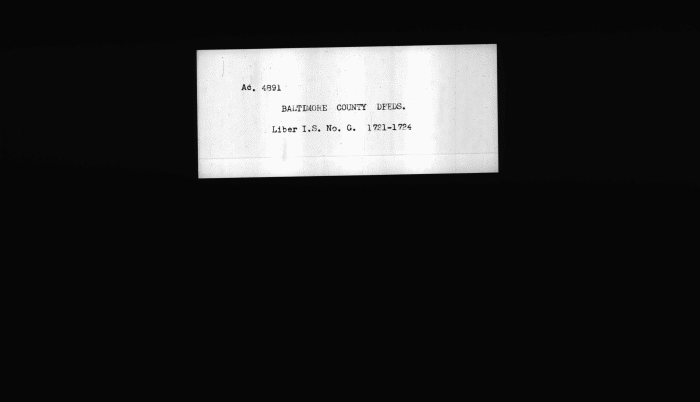 Ac. 4891
BALTIMORE COUNTY DEEDS.
Liber I.S. No. G. 1721-1724